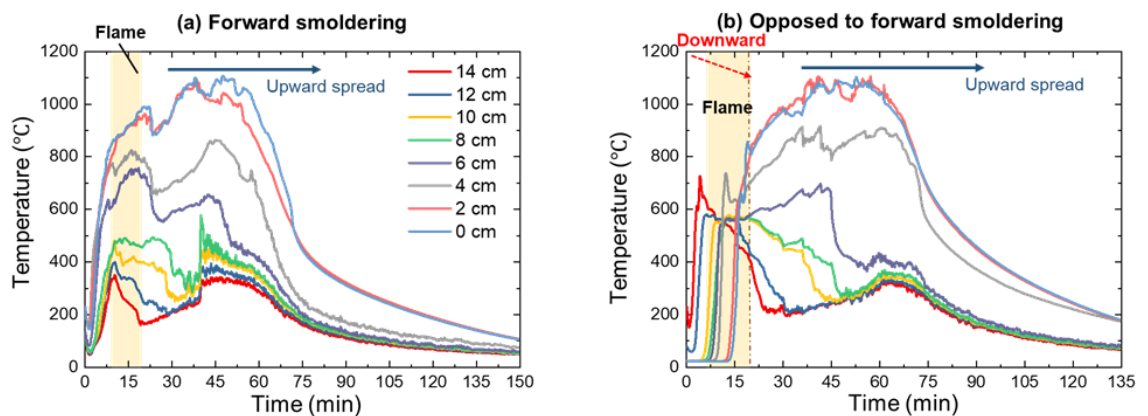 (a) Forward smoldering
Flame
1200
1000
800
600
400
200
0
Temperature (°C)
Upward spread
14 cm
12 cm
10 cm
8 cm
6 cm
4 cm
2 cm
0 cm
0 15 30 45 60 75 90 105 120 135 150
Time (min)
(b) Opposed to forward smoldering
Downward
1200
1000
800
600
400
200
0
Temperature (°C)
Flame
Upward spread
0 15 30 45 60 75 90 105 120 135
Time (min)